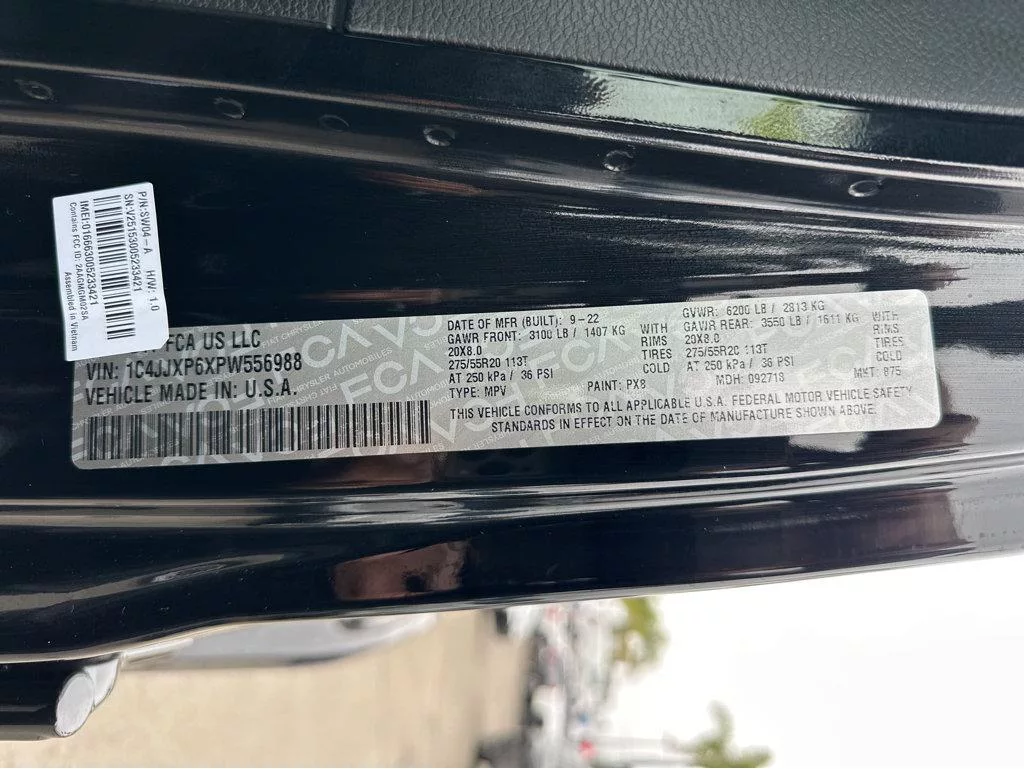 P/N:SW04-A H/W: 1.0
SN:V25153005233421
IMEI:016663005233421
Contains FCC ID: 2AAGMGM02SA
Assembled in Vietnam
FCA US LLC
VIN: 1C4JJXP6XPW556988
VEHICLE MADE IN: U.S.A.
DATE OF MFR (BUILT): 9-22 GVWR: 6200 LB / 2813 KG
GAWR FRONT: 3100 LB / 1407 KG WITH GAWR REAR: 3550 LB / 1611 KG WITH
20X8.0 RIMS 20X8.0 RIMS
275/55R20 113T TIRES 275/55R20 113T TIRES
AT 250 kPa / 36 PSI COLD AT 250 kPa / 36 PSI COLD
TYPE: MPV PAINT: PX8 MDH: 092718 MKT: 875
THIS VEHICLE CONFORMS TO ALL APPLICABLE U.S.A. FEDERAL MOTOR VEHICLE SAFETY
STANDARDS IN EFFECT ON THE DATE OF MANUFACTURE SHOWN ABOVE.